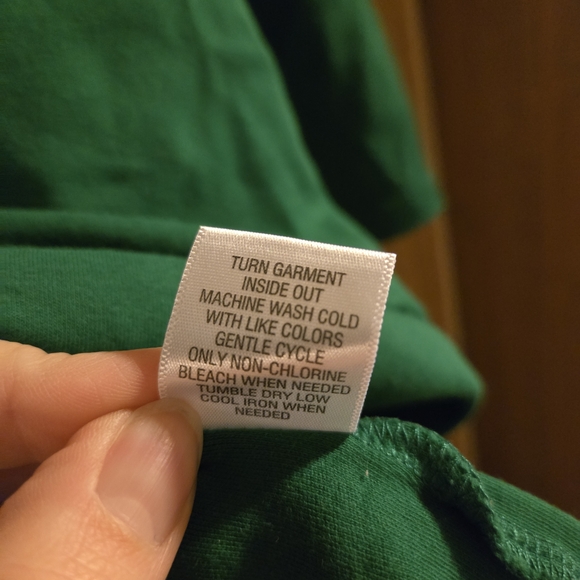 TURN GARMENT
INSIDE OUT
MACHINE WASH COLD
WITH LIKE COLORS
GENTLE CYCLE
ONLY NON-CHLORINE
BLEACH WHEN NEEDED
TUMBLE DRY LOW
COOL IRON WHEN
NEEDED